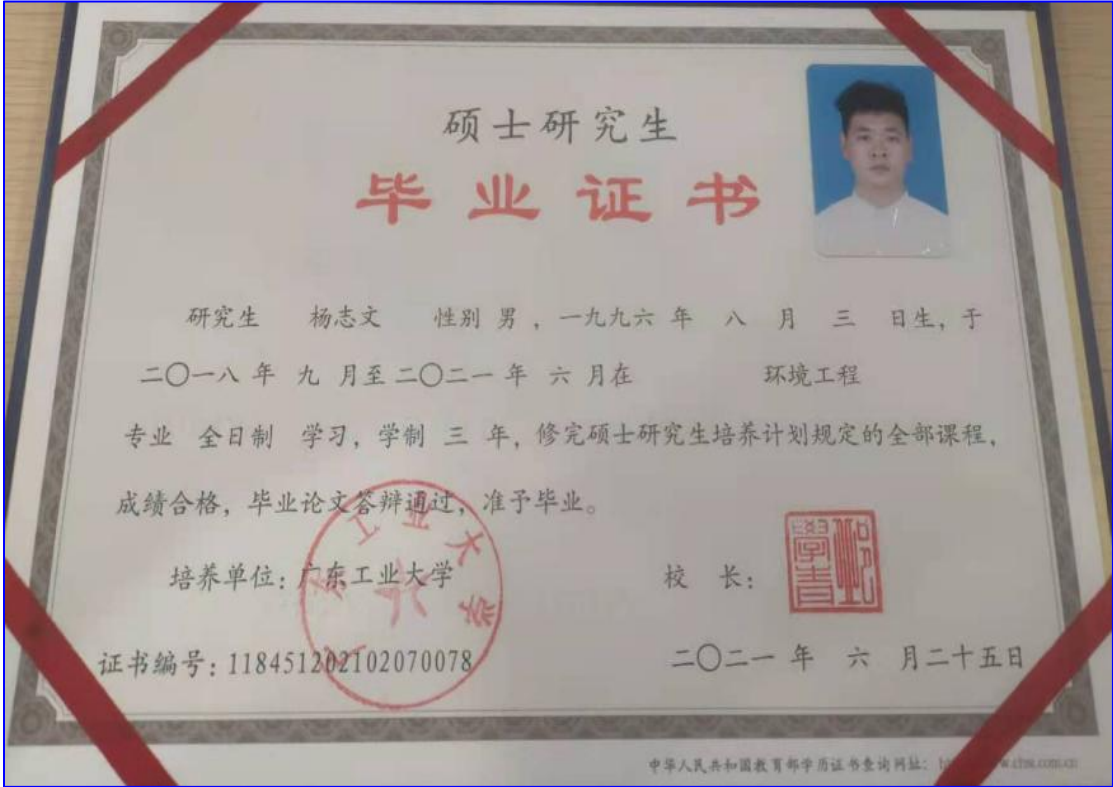 硕士研究生
毕业证书
研究生 杨志文 性别 男，一九九六 年 八 月 三 日生，于
二〇一八 年 九 月至 二〇二一 年 六 月在 环境工程
专业 全日制 学习，学制 三 年，修完硕士研究生培养计划规定的全部课程，
成绩合格，毕业论文答辩通过，准予毕业。
工业大学
培养单位：广东工业大学
校 长：
证书编号：118451202102070078
二〇二一 年 六 月二十五日
中华人民共和国教育部学历证书查询网址：